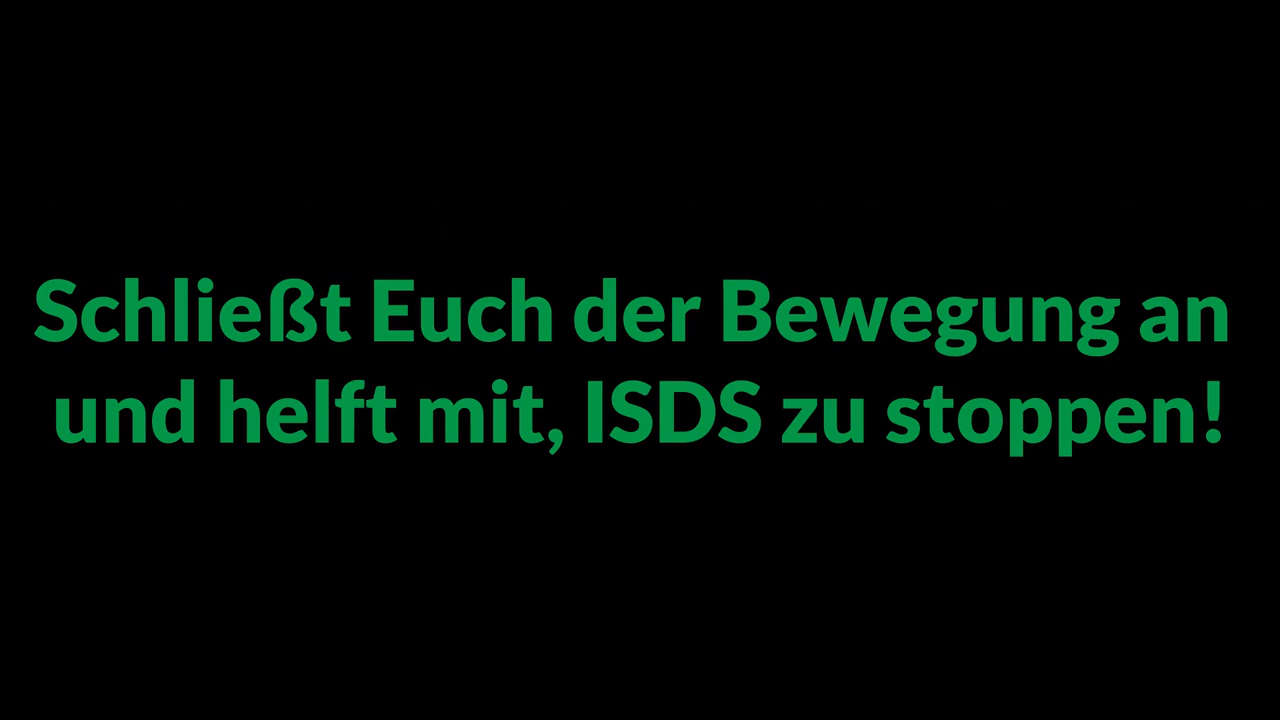 Schließt Euch der Bewegung an
und helft mit, ISDS zu stoppen!